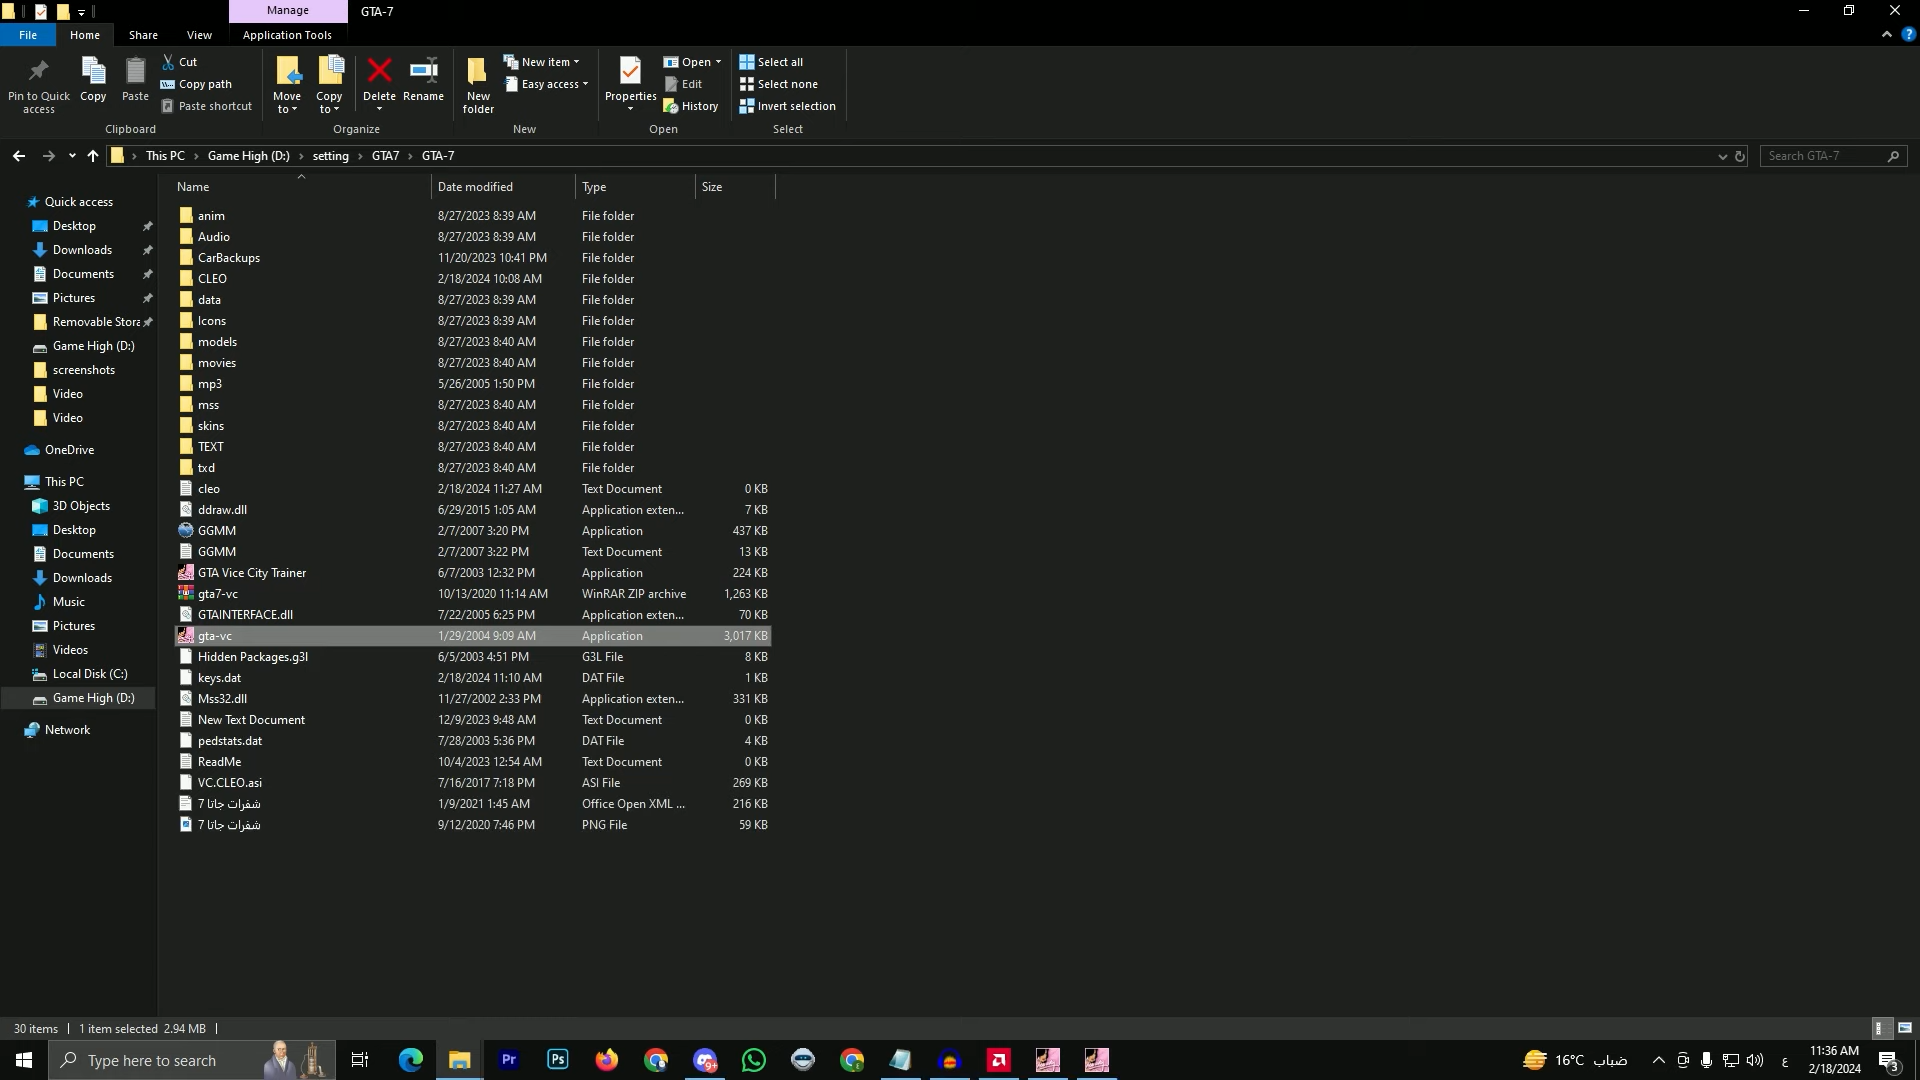 Manage
GTA-7
File
Home
Share
View
Application Tools
Pin to Quick access
Copy
Paste
Cut
Copy path
Paste shortcut
Clipboard
Move to
Copy to
Delete
Rename
Organize
New folder
New item
Easy access
New
Properties
Open
Edit
History
Open
Select all
Select none
Invert selection
Select
This PC > Game High (D:) > setting > GTA7 > GTA-7
Search GTA-7
Quick access
Desktop
Downloads
Documents
Pictures
Removable Stora
Game High (D:)
screenshots
Video
Video
OneDrive
This PC
3D Objects
Desktop
Documents
Downloads
Music
Pictures
Videos
Local Disk (C:)
Game High (D:)
Network
Name Date modified Type Size
anim 8/27/2023 8:39 AM File folder
Audio 8/27/2023 8:39 AM File folder
CarBackups 11/20/2023 10:41 PM File folder
CLEO 2/18/2024 10:08 AM File folder
data 8/27/2023 8:39 AM File folder
Icons 8/27/2023 8:39 AM File folder
models 8/27/2023 8:40 AM File folder
movies 8/27/2023 8:40 AM File folder
mp3 5/26/2005 1:50 PM File folder
mss 8/27/2023 8:40 AM File folder
skins 8/27/2023 8:40 AM File folder
TEXT 8/27/2023 8:40 AM File folder
txd 8/27/2023 8:40 AM File folder
cleo 2/18/2024 11:27 AM Text Document 0 KB
ddraw.dll 6/29/2015 1:05 AM Application exten... 7 KB
GGMM 2/7/2007 3:20 PM Application 437 KB
GGMM 2/7/2007 3:22 PM Text Document 13 KB
GTA Vice City Trainer 6/7/2003 12:32 PM Application 224 KB
gta7-vc 10/13/2020 11:14 AM WinRAR ZIP archive 1,263 KB
GTAINTERFACE.dll 7/22/2005 6:25 PM Application exten... 70 KB
gta-vc 1/29/2004 9:09 AM Application 3,017 KB
Hidden Packages.g3l 6/5/2003 4:51 PM G3L File 8 KB
keys.dat 2/18/2024 11:10 AM DAT File 1 KB
Mss32.dll 11/27/2002 2:33 PM Application exten... 331 KB
New Text Document 12/9/2023 9:48 AM Text Document 0 KB
pedstats.dat 7/28/2003 5:36 PM DAT File 4 KB
ReadMe 10/4/2023 12:54 AM Text Document 0 KB
VC.CLEO.asi 7/16/2017 7:18 PM ASI File 269 KB
شفرات جاتا 7 1/9/2021 1:45 AM Office Open XML ... 216 KB
شفرات جاتا 7 9/12/2020 7:46 PM PNG File 59 KB
30 items
1 item selected 2.94 MB
Type here to search
Pr
Ps
9+
16°C ضباب
ع
11:36 AM
2/18/2024
3